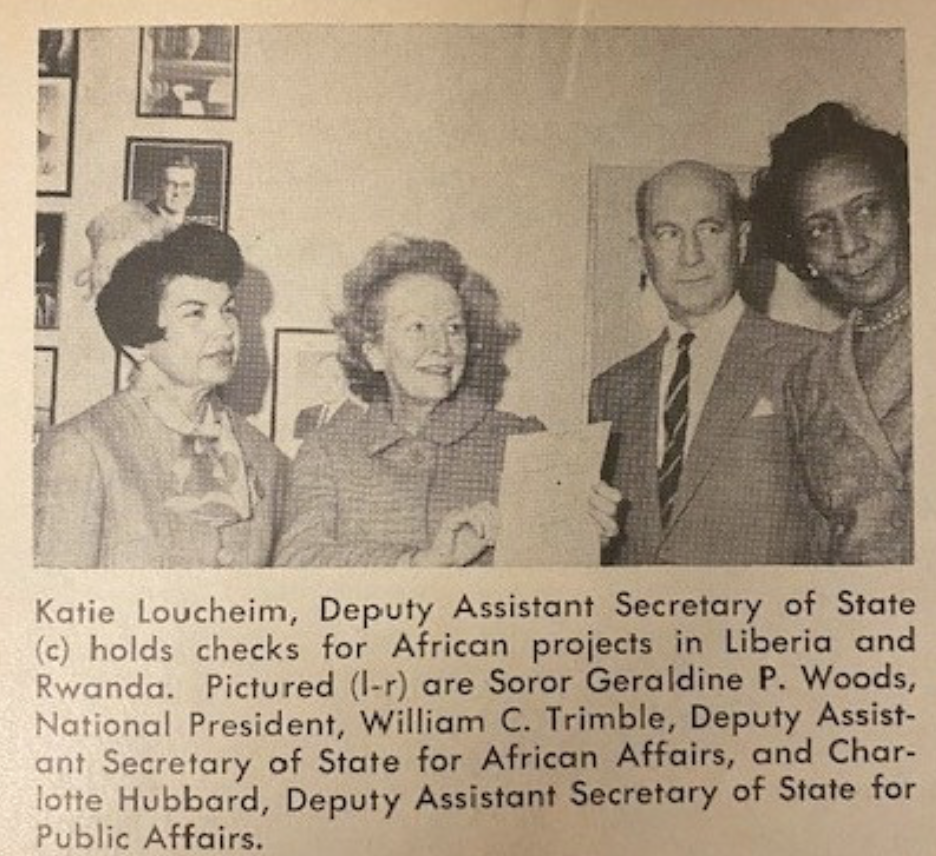 Katie Loucheim, Deputy Assistant Secretary of State
(c) holds checks for African projects in Liberia and
Rwanda. Pictured (l-r) are Soror Geraldine P. Woods,
National President, William C. Trimble, Deputy Assist-
ant Secretary of State for African Affairs, and Char-
lotte Hubbard, Deputy Assistant Secretary of State for
Public Affairs.